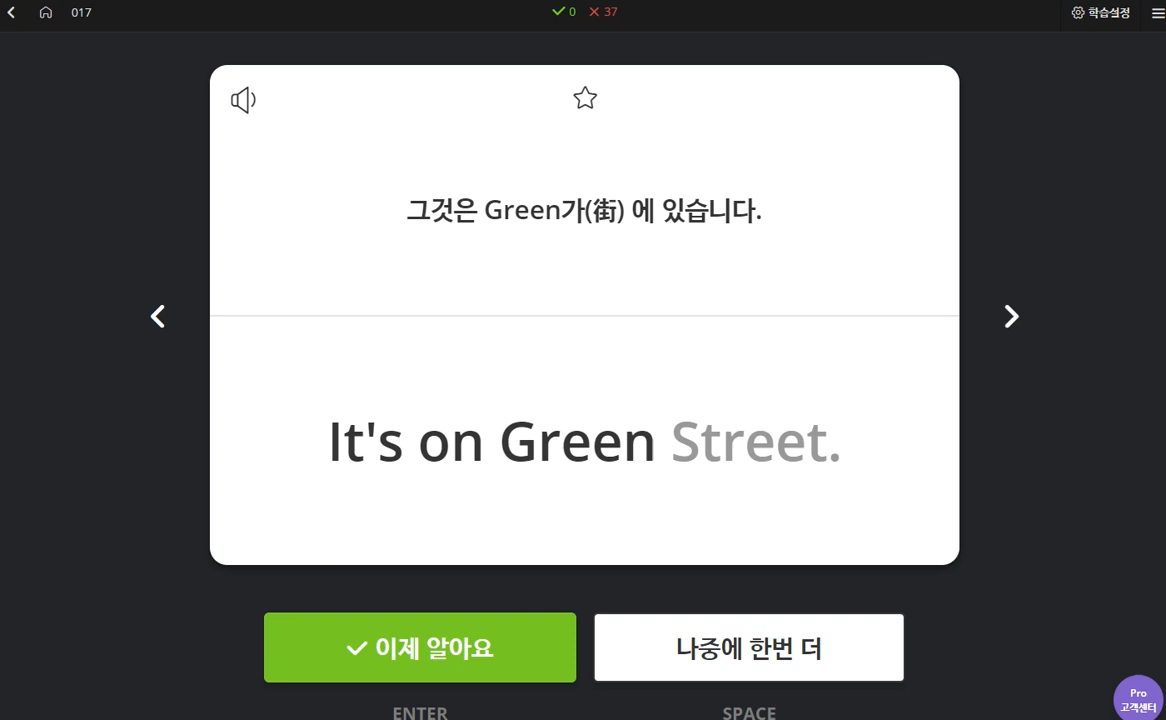 017
0
37
학습설정
그것은 Green가(街) 에 있습니다.
It's on Green Street.
이제 알아요
나중에 한번 더
ENTER
SPACE
Pro
고객센터